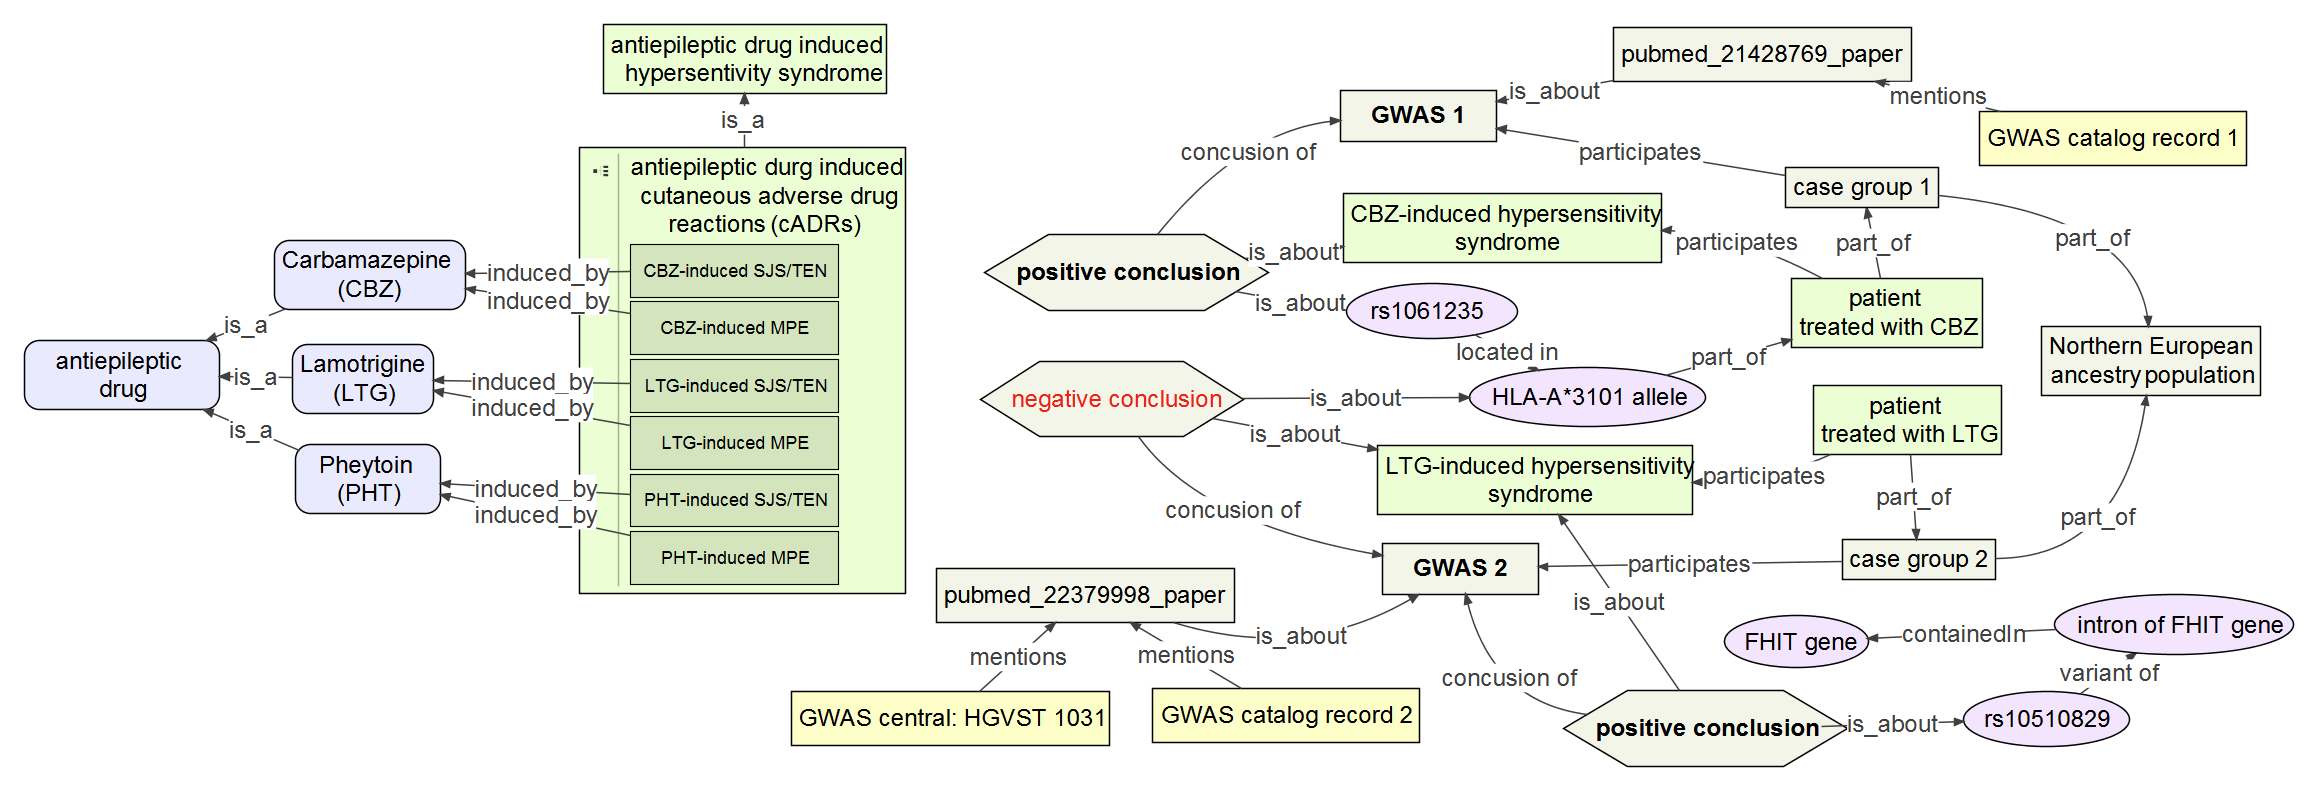 antiepileptic drug induced
hypersentivity syndrome
is_a
antiepileptic durg induced
cutaneous adverse drug
reactions (cADRs)
CBZ-induced SJS/TEN
CBZ-induced MPE
LTG-induced SJS/TEN
LTG-induced MPE
PHT-induced SJS/TEN
PHT-induced MPE
induced_by
induced_by
induced_by
induced_by
induced_by
induced_by
Carbamazepine
(CBZ)
Lamotrigine
(LTG)
Pheytoin
(PHT)
is_a
is_a
is_a
antiepileptic
drug
pubmed_21428769_paper
is_about
mentions
GWAS 1
GWAS catalog record 1
concusion of
participates
case group 1
CBZ-induced hypersensitivity
syndrome
participates
part_of
part_of
is_about
positive conclusion
is_about
rs1061235
patient
treated with CBZ
located in
part_of
Northern European
ancestry population
negative conclusion
is_about
HLA-A*3101 allele
is_about
patient
treated with LTG
LTG-induced hypersensitivity
syndrome
participates
part_of
part_of
concusion of
GWAS 2
participates
case group 2
pubmed_22379998_paper
is_about
is_about
mentions
mentions
GWAS central: HGVST 1031
GWAS catalog record 2
concusion of
FHIT gene
containedIn
intron of FHIT gene
variant of
positive conclusion
is_about
rs10510829